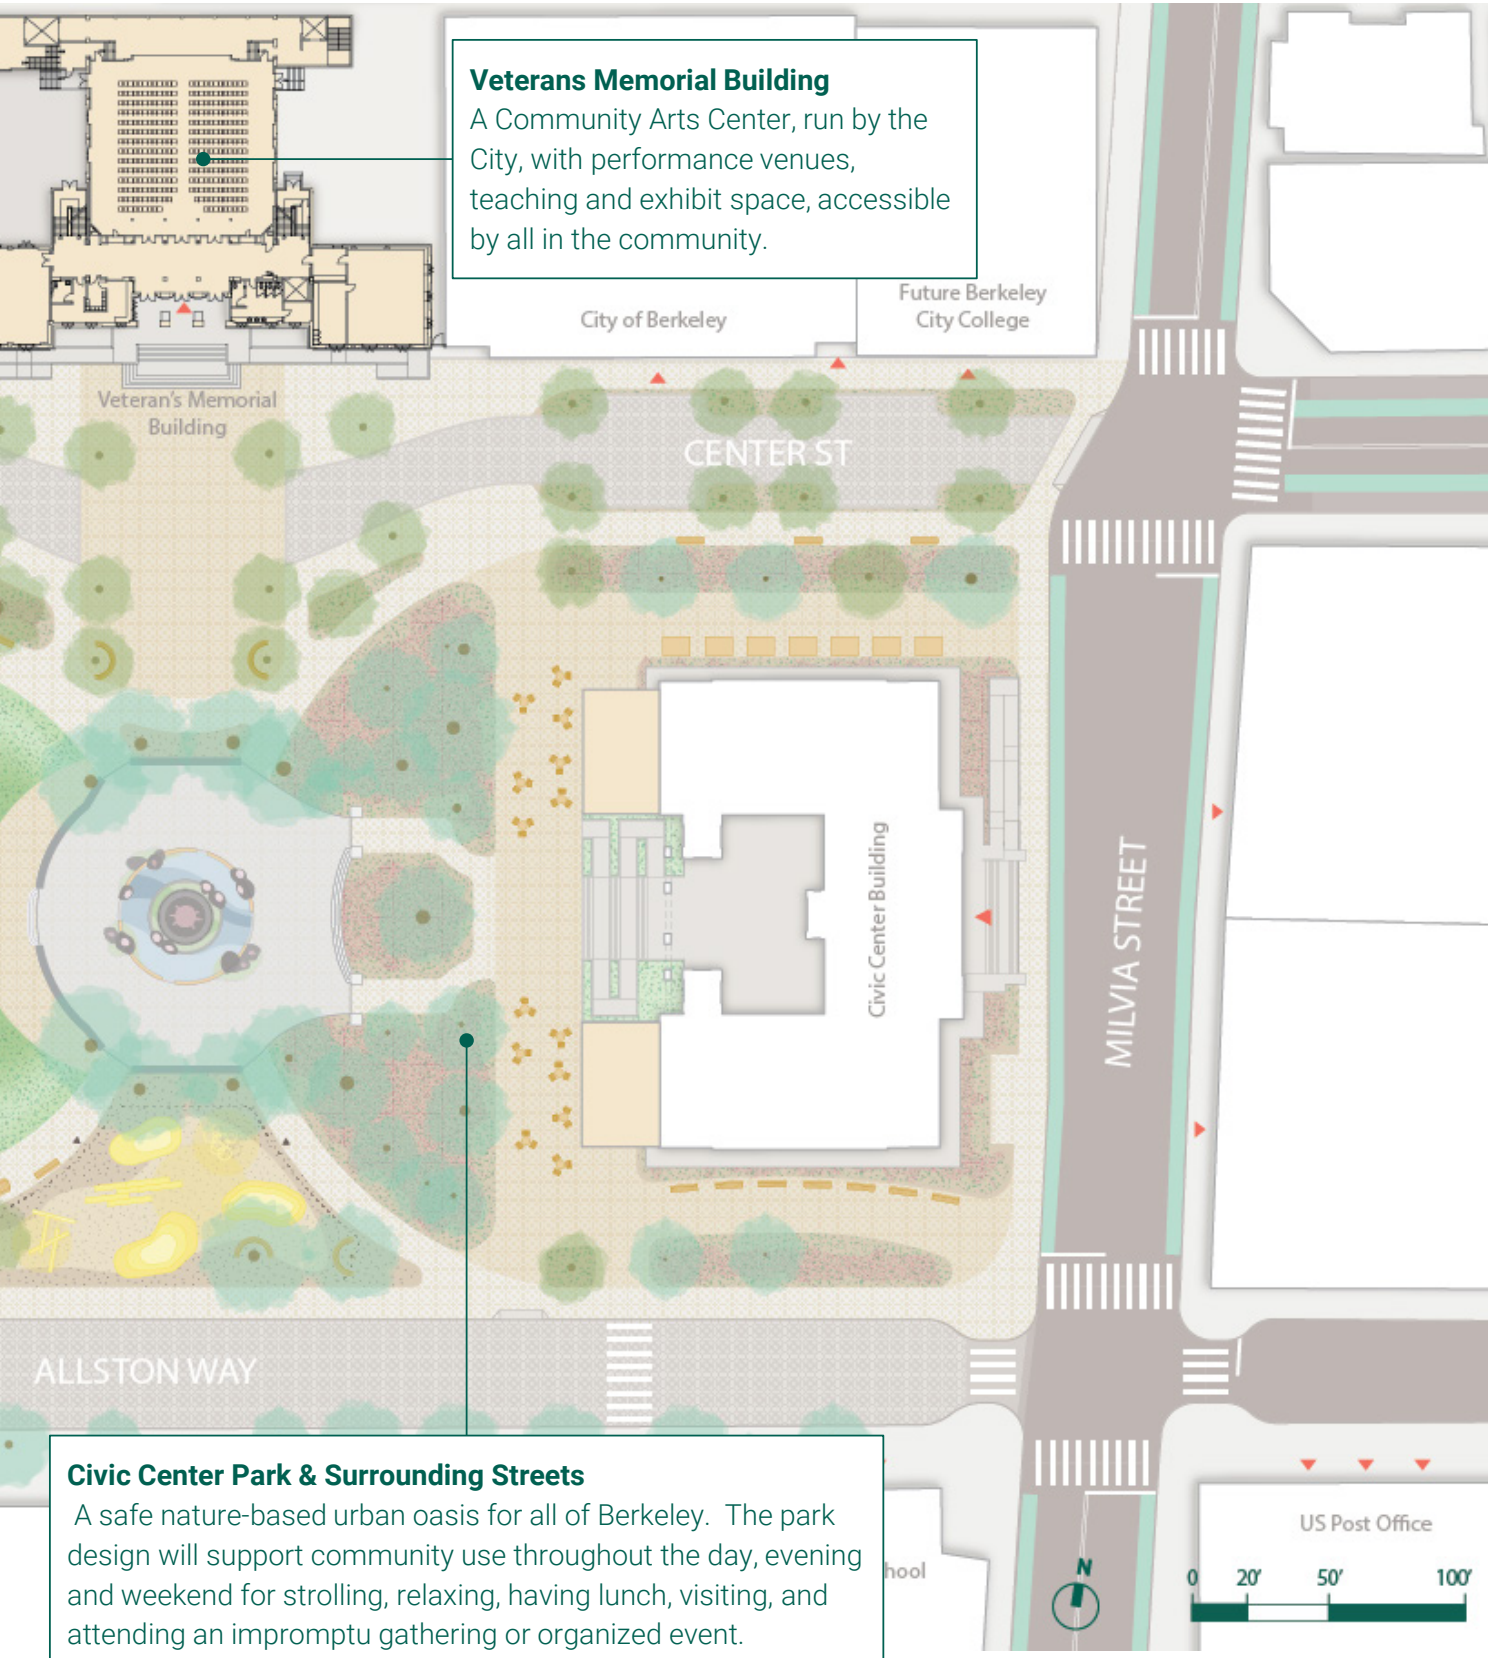 Veterans Memorial Building
A Community Arts Center, run by the
City, with performance venues,
teaching and exhibit space, accessible
by all in the community.
City of Berkeley
Future Berkeley
City College
Veteran's Memorial
Building
CENTER ST
Civic Center Building
MILVIA STREET
ALLSTON WAY
Civic Center Park & Surrounding Streets
A safe nature-based urban oasis for all of Berkeley.  The park
design will support community use throughout the day, evening
and weekend for strolling, relaxing, having lunch, visiting, and
attending an impromptu gathering or organized event.
hool
US Post Office
N
0 20' 50' 100'